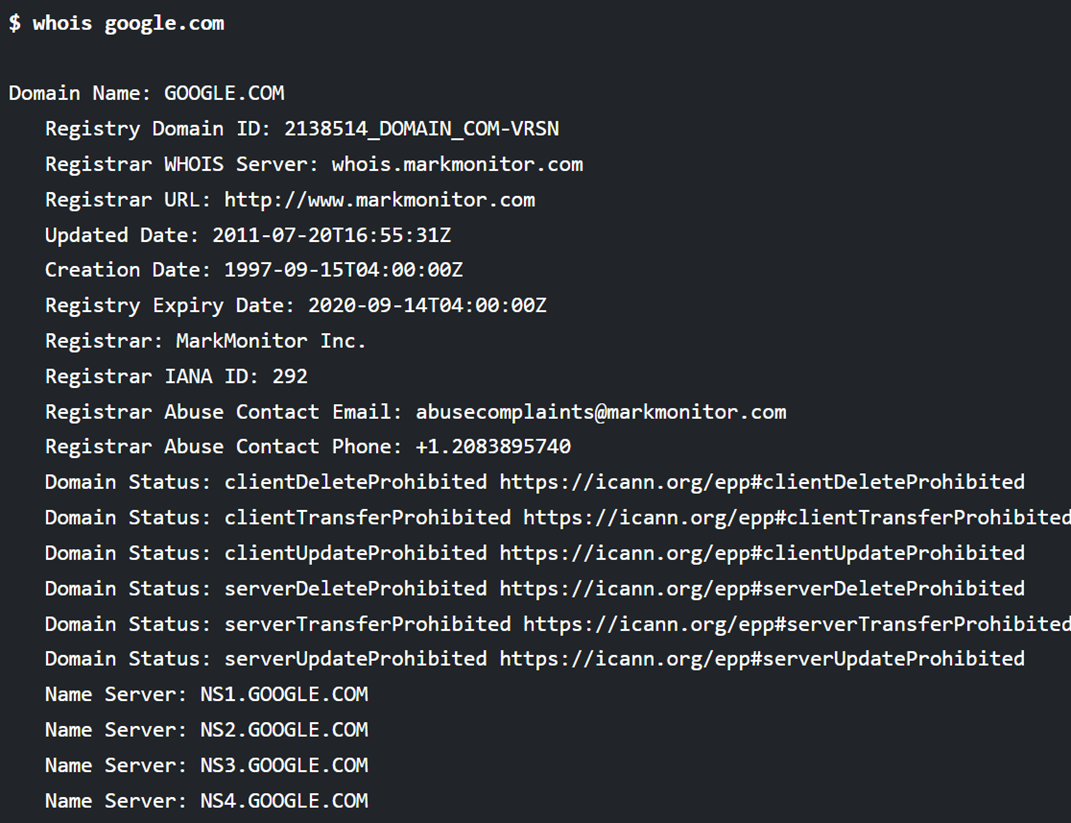 $ whois google.com
Domain Name: GOOGLE.COM
Registry Domain ID: 2138514_DOMAIN_COM-VRSN
Registrar WHOIS Server: whois.markmonitor.com
Registrar URL: http://www.markmonitor.com
Updated Date: 2011-07-20T16:55:31Z
Creation Date: 1997-09-15T04:00:00Z
Registry Expiry Date: 2020-09-14T04:00:00Z
Registrar: MarkMonitor Inc.
Registrar IANA ID: 292
Registrar Abuse Contact Email: abusecomplaints@markmonitor.com
Registrar Abuse Contact Phone: +1.2083895740
Domain Status: clientDeleteProhibited https://icann.org/epp#clientDeleteProhibited
Domain Status: clientTransferProhibited https://icann.org/epp#clientTransferProhibited
Domain Status: clientUpdateProhibited https://icann.org/epp#clientUpdateProhibited
Domain Status: serverDeleteProhibited https://icann.org/epp#serverDeleteProhibited
Domain Status: serverTransferProhibited https://icann.org/epp#serverTransferProhibited
Domain Status: serverUpdateProhibited https://icann.org/epp#serverUpdateProhibited
Name Server: NS1.GOOGLE.COM
Name Server: NS2.GOOGLE.COM
Name Server: NS3.GOOGLE.COM
Name Server: NS4.GOOGLE.COM